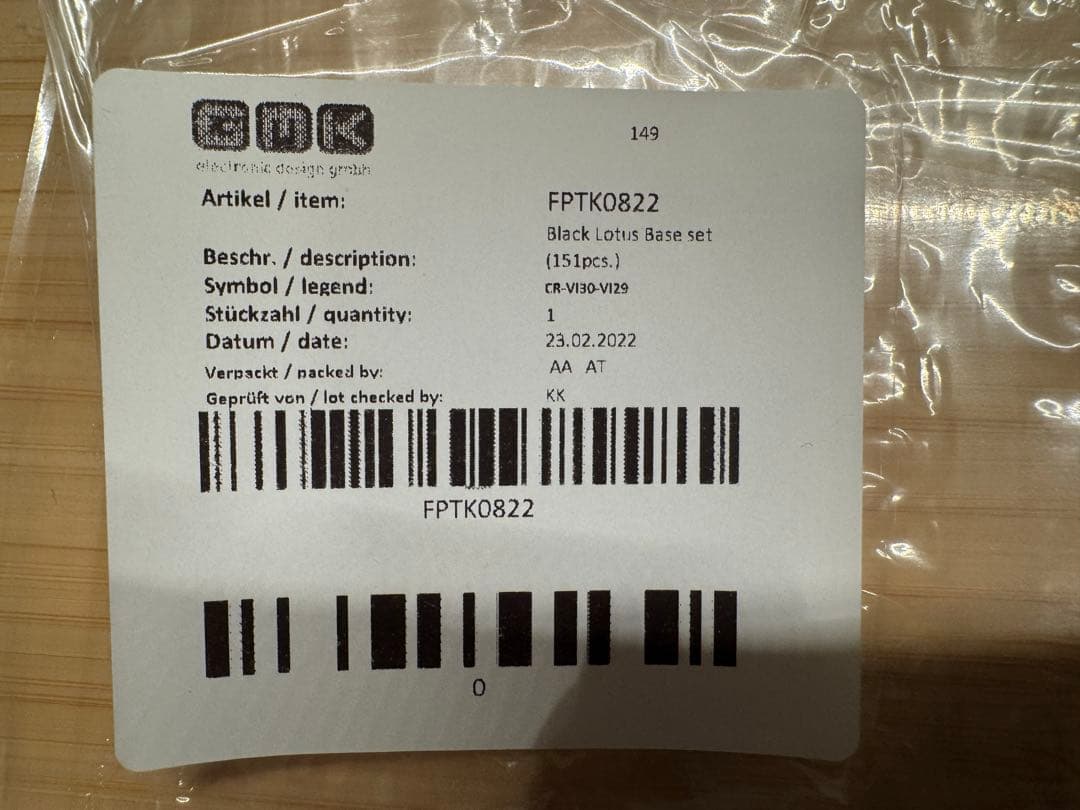 GMK
149
electronic design gmbh
Artikel / item: FPTK0822
Black Lotus Base set
Beschr. / description: (151pcs.)
Symbol / legend: CR-VI30-VI29
Stückzahl / quantity: 1
Datum / date: 23.02.2022
Verpackt / packed by: AA AT
Geprüft von / lot checked by: KK
FPTK0822
0